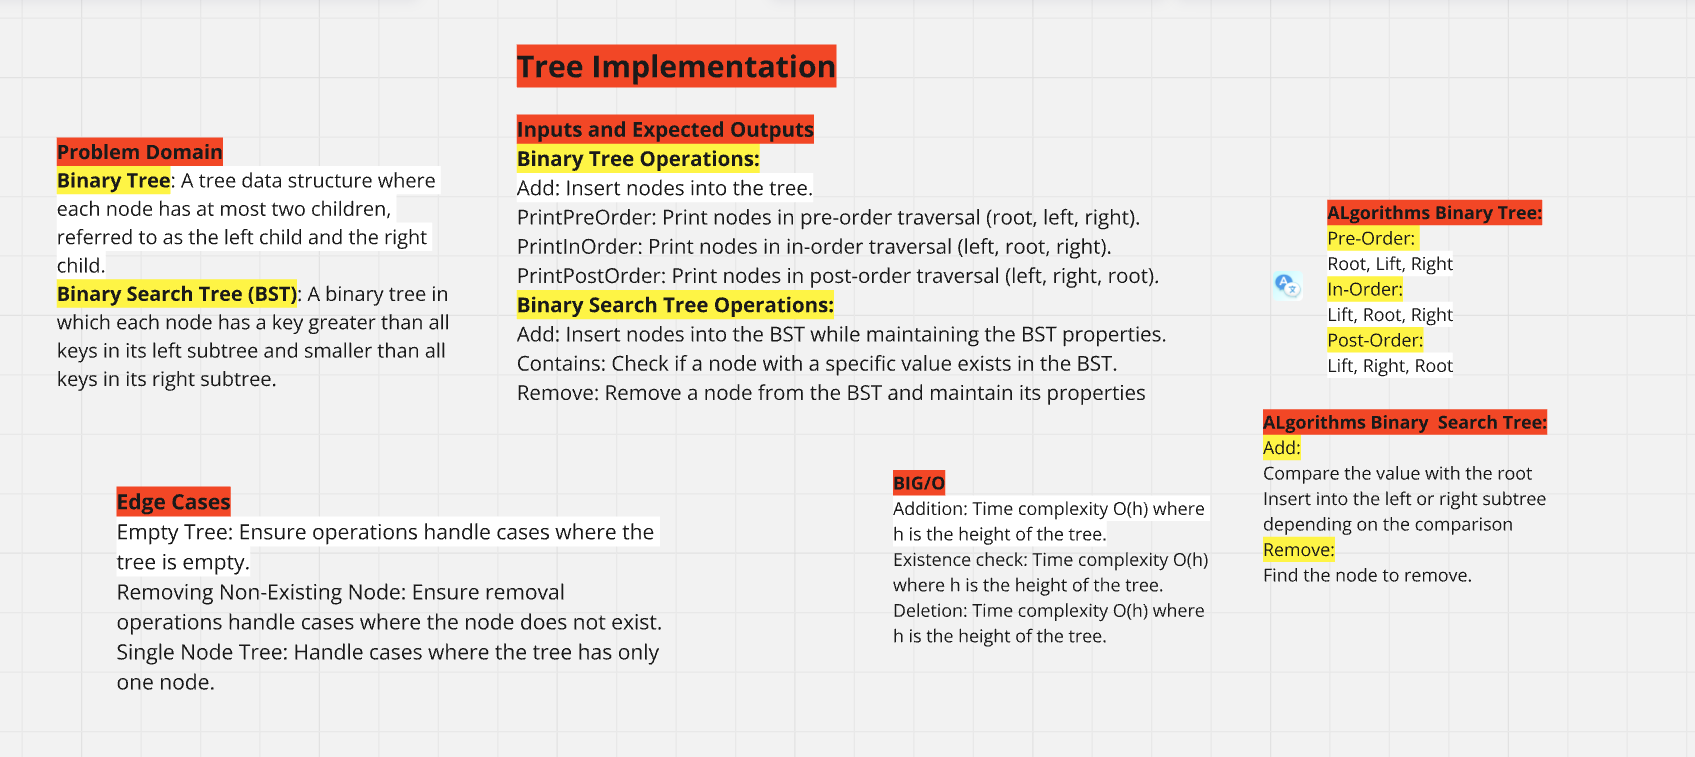 Tree Implementation
Problem Domain
Binary Tree: A tree data structure where
each node has at most two children,
referred to as the left child and the right
child.
Binary Search Tree (BST): A binary tree in
which each node has a key greater than all
keys in its left subtree and smaller than all
keys in its right subtree.
Inputs and Expected Outputs
Binary Tree Operations:
Add: Insert nodes into the tree.
PrintPreOrder: Print nodes in pre-order traversal (root, left, right).
PrintInOrder: Print nodes in in-order traversal (left, root, right).
PrintPostOrder: Print nodes in post-order traversal (left, right, root).
Binary Search Tree Operations:
Add: Insert nodes into the BST while maintaining the BST properties.
Contains: Check if a node with a specific value exists in the BST.
Remove: Remove a node from the BST and maintain its properties
ALgorithms Binary Tree:
Pre-Order:
Root, Lift, Right
In-Order:
Lift, Root, Right
Post-Order:
Lift, Right, Root
ALgorithms Binary  Search Tree:
Add:
Compare the value with the root
Insert into the left or right subtree
depending on the comparison
Remove:
Find the node to remove.
Edge Cases
Empty Tree: Ensure operations handle cases where the
tree is empty.
Removing Non-Existing Node: Ensure removal
operations handle cases where the node does not exist.
Single Node Tree: Handle cases where the tree has only
one node.
BIG/O
Addition: Time complexity O(h) where
h is the height of the tree.
Existence check: Time complexity O(h)
where h is the height of the tree.
Deletion: Time complexity O(h) where
h is the height of the tree.